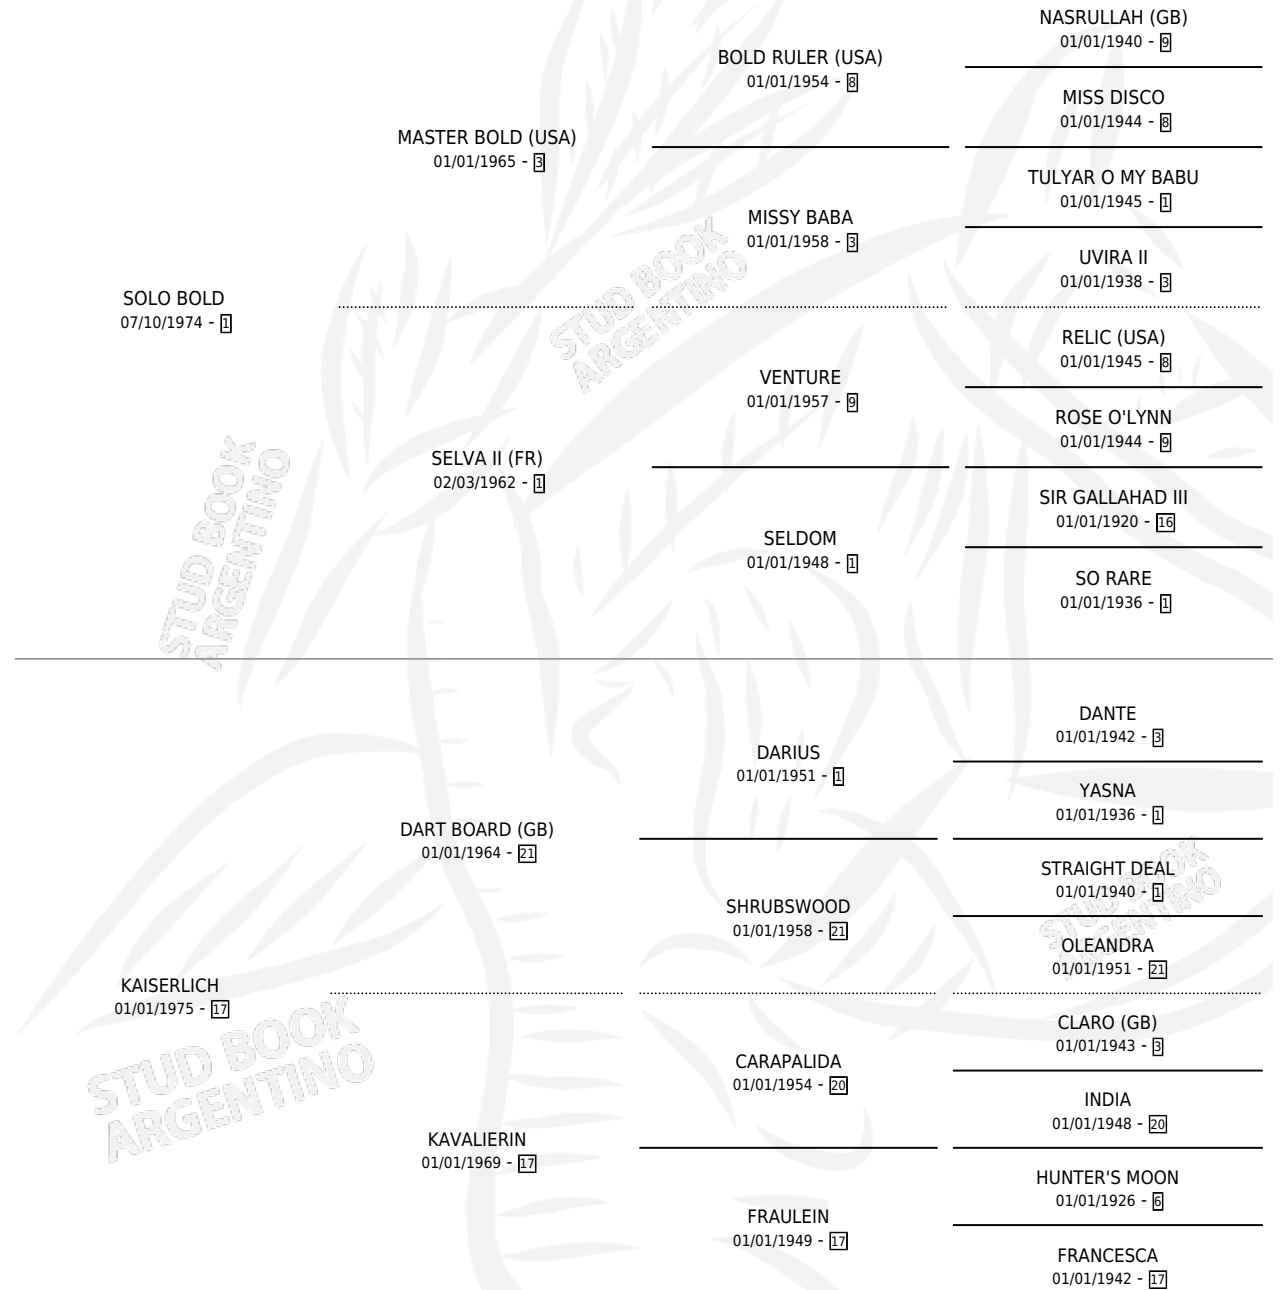 NASRULLAH (GB)
01/01/1940 - 9
BOLD RULER (USA)
01/01/1954 - 8
MISS DISCO
01/01/1944 - 8
MASTER BOLD (USA)
01/01/1965 - 3
TULYAR O MY BABU
01/01/1945 - 1
MISSY BABA
01/01/1958 - 3
UVIRA II
01/01/1938 - 3
SOLO BOLD
07/10/1974 - 1
RELIC (USA)
01/01/1945 - 8
VENTURE
01/01/1957 - 9
ROSE O'LYNN
01/01/1944 - 9
SELVA II (FR)
02/03/1962 - 1
SIR GALLAHAD III
01/01/1920 - 16
SELDOM
01/01/1948 - 1
SO RARE
01/01/1936 - 1
DANTE
01/01/1942 - 3
DARIUS
01/01/1951 - 1
YASNA
01/01/1936 - 1
DART BOARD (GB)
01/01/1964 - 21
STRAIGHT DEAL
01/01/1940 - 1
SHRUBSWOOD
01/01/1958 - 21
OLEANDRA
01/01/1951 - 21
KAISERLICH
01/01/1975 - 17
CLARO (GB)
01/01/1943 - 3
CARAPALIDA
01/01/1954 - 20
INDIA
01/01/1948 - 20
KAVALIERIN
01/01/1969 - 17
HUNTER'S MOON
01/01/1926 - 6
FRAULEIN
01/01/1949 - 17
FRANCESCA
01/01/1942 - 17
STUD BOOK
ARGENTINO
STUD BOOK
ARGENTINO
STUD BOOK
ARGENTINO
STUD BOOK
ARGENTINO